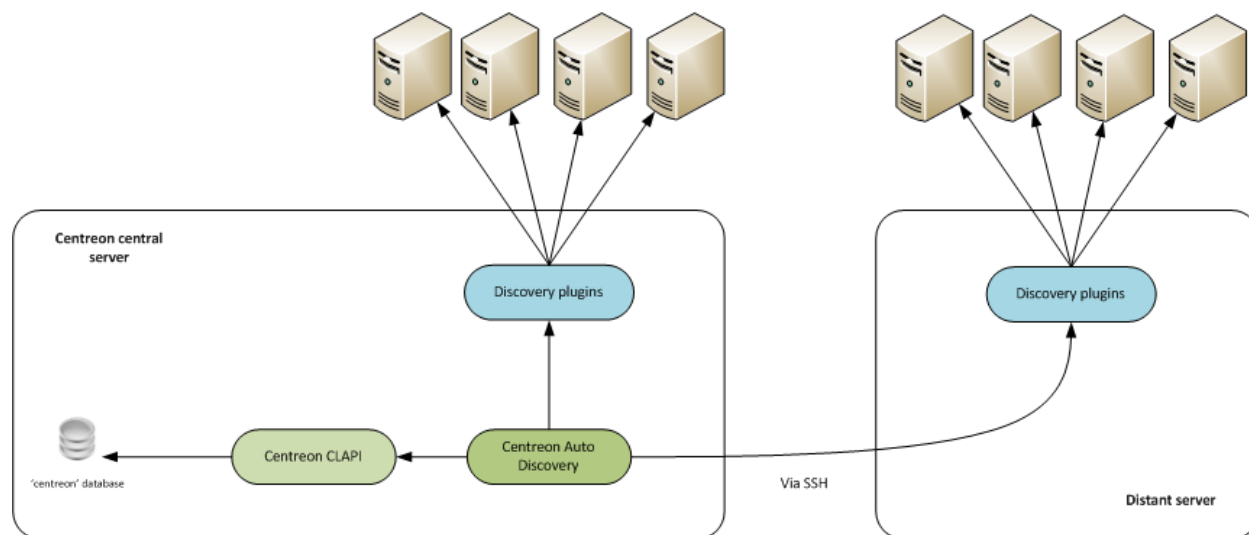 Centreon central
server
Discovery plugins
Discovery plugins
Centreon CLAPI
Centreon Auto
Discovery
'centreon' database
Via SSH
Distant server